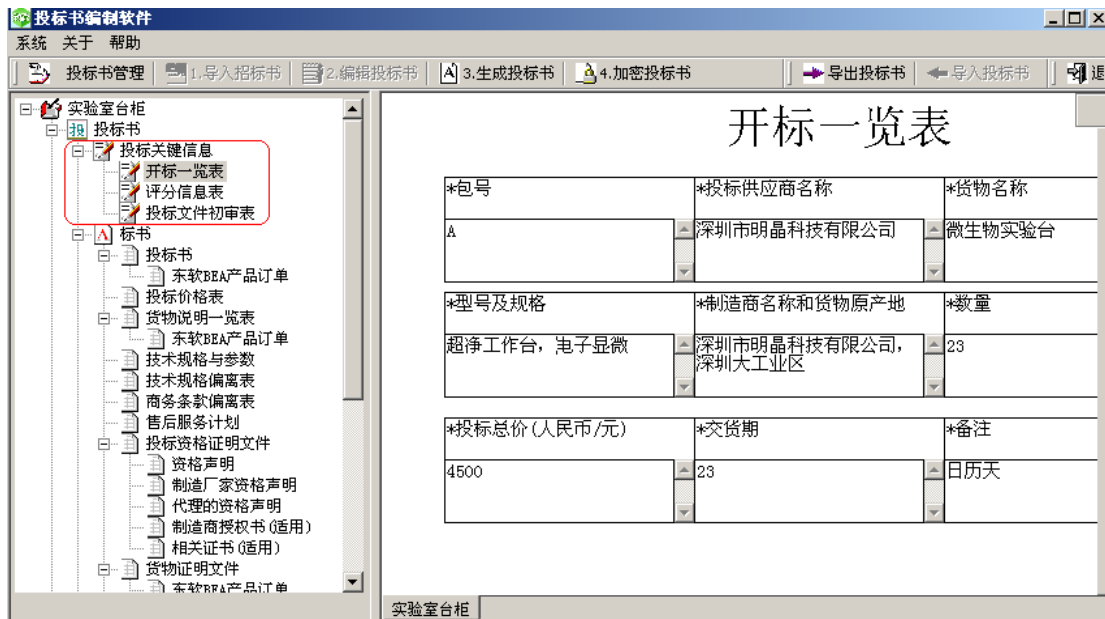 投标书编制软件
系统 关于 帮助
投标书管理 1.导入招标书 2.编辑投标书 A 3.生成投标书 4.加密投标书 导出投标书 导入投标书 退
实验室台柜
投标书
投标关键信息
开标一览表
评分信息表
投标文件初审表
标书
投标书
东软BEA产品订单
投标价格表
货物说明一览表
东软BEA产品订单
技术规格与参数
技术规格偏离表
商务条款偏离表
售后服务计划
投标资格证明文件
资格声明
制造厂家资格声明
代理的资格声明
制造商授权书(适用)
相关证书(适用)
货物证明文件
东软BEA产品订单
开标一览表
*包号 *投标供应商名称 *货物名称
A 深圳市明晶科技有限公司 微生物实验台
*型号及规格 *制造商名称和货物原产地 *数量
超净工作台，电子显微 深圳市明晶科技有限公司， 23
深圳大工业区
*投标总价(人民币/元) *交货期 *备注
4500 23 日历天
实验室台柜